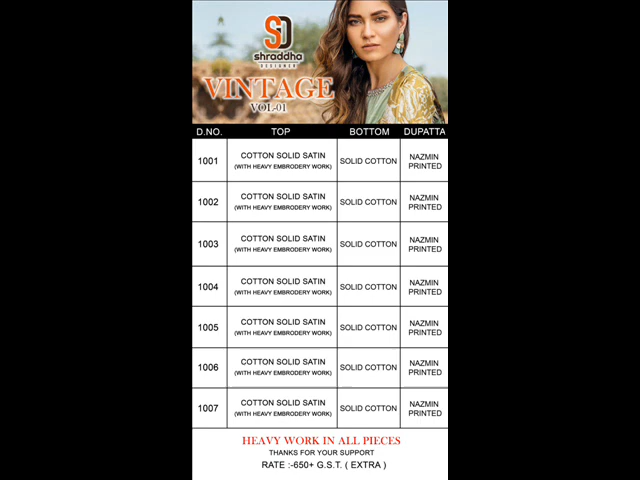 SD
shraddha
DESIGNER
VINTAGE
VOL-01
D.NO. TOP BOTTOM DUPATTA
1001 COTTON SOLID SATIN (WITH HEAVY EMBRODERY WORK) SOLID COTTON NAZMIN PRINTED
1002 COTTON SOLID SATIN (WITH HEAVY EMBRODERY WORK) SOLID COTTON NAZMIN PRINTED
1003 COTTON SOLID SATIN (WITH HEAVY EMBRODERY WORK) SOLID COTTON NAZMIN PRINTED
1004 COTTON SOLID SATIN (WITH HEAVY EMBRODERY WORK) SOLID COTTON NAZMIN PRINTED
1005 COTTON SOLID SATIN (WITH HEAVY EMBRODERY WORK) SOLID COTTON NAZMIN PRINTED
1006 COTTON SOLID SATIN (WITH HEAVY EMBRODERY WORK) SOLID COTTON NAZMIN PRINTED
1007 COTTON SOLID SATIN (WITH HEAVY EMBRODERY WORK) SOLID COTTON NAZMIN PRINTED
HEAVY WORK IN ALL PIECES
THANKS FOR YOUR SUPPORT
RATE :-650+ G.S.T. ( EXTRA )